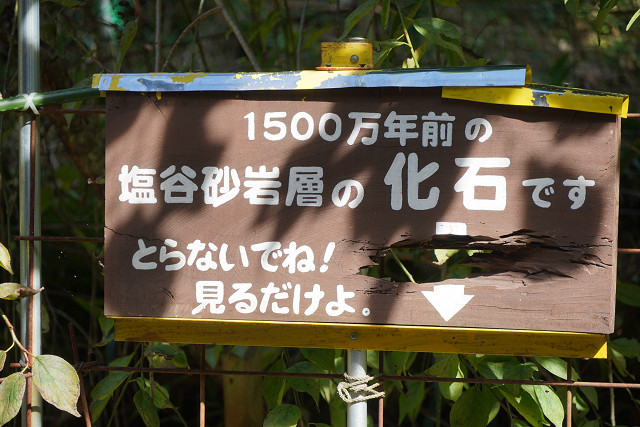 1500万年前の
塩谷砂岩層の化石です
とらないでね!
見るだけよ。